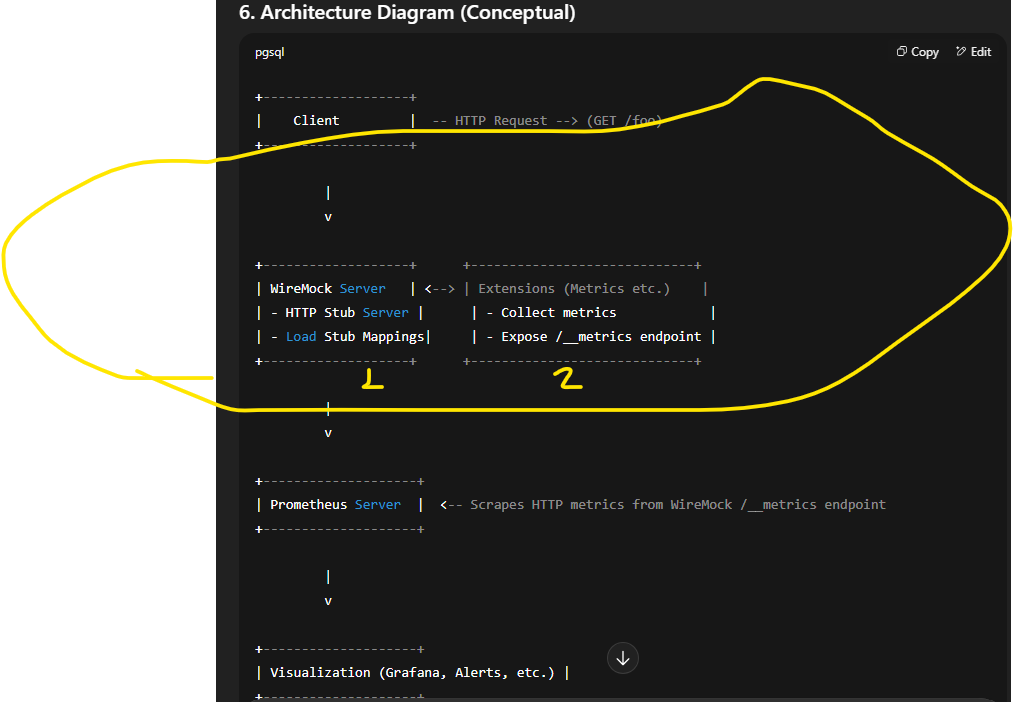 6. Architecture Diagram (Conceptual)
pgsql Copy Edit
+-------------------+
|    Client         |  -- HTTP Request --> (GET /foo)
+-------------------+
|
v
+-------------------+      +-----------------------------+
| WireMock Server   | <--> | Extensions (Metrics etc.)    |
| - HTTP Stub Server |      | - Collect metrics            |
| - Load Stub Mappings|     | - Expose /__metrics endpoint |
+-------------------+      +-----------------------------+
1 2
|
v
+--------------------+
| Prometheus Server  |  <-- Scrapes HTTP metrics from WireMock /__metrics endpoint
+--------------------+
|
v
+--------------------+
| Visualization (Grafana, Alerts, etc.) |
+--------------------+